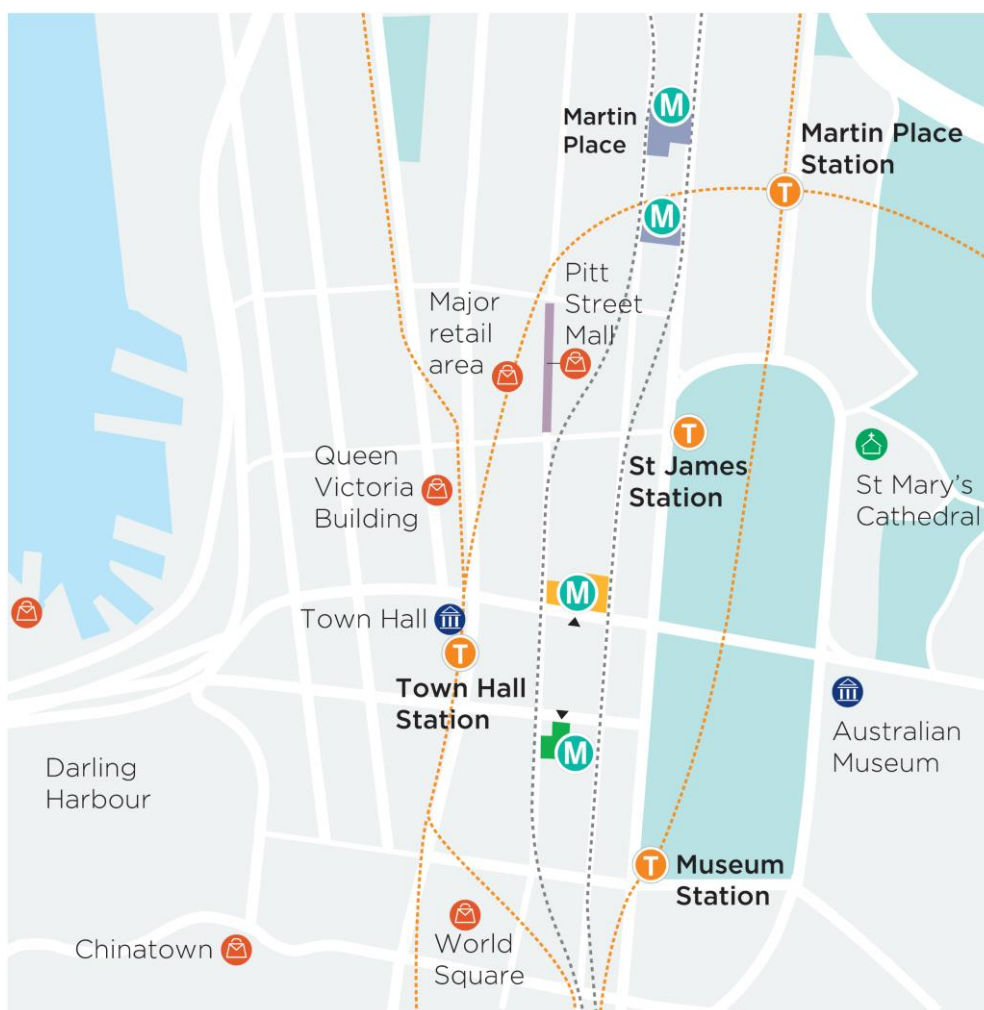 M
Martin
Place
Martin Place
Station
T
M
Pitt
Street
Mall
Major
retail
area
T
St James
Station
Queen
Victoria
Building
St Mary's
Cathedral
M
Town Hall
T
Town Hall
Station
M
Australian
Museum
Darling
Harbour
T
Museum
Station
World
Square
Chinatown